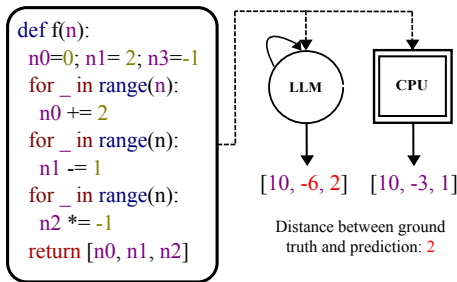 def f(n):
n0=0; n1= 2; n3=-1
for _ in range(n):
n0 += 2
for _ in range(n):
n1 -= 1
for _ in range(n):
n2 *= -1
return [n0, n1, n2]
LLM
CPU
[10, -6, 2]
[10, -3, 1]
Distance between ground
truth and prediction: 2